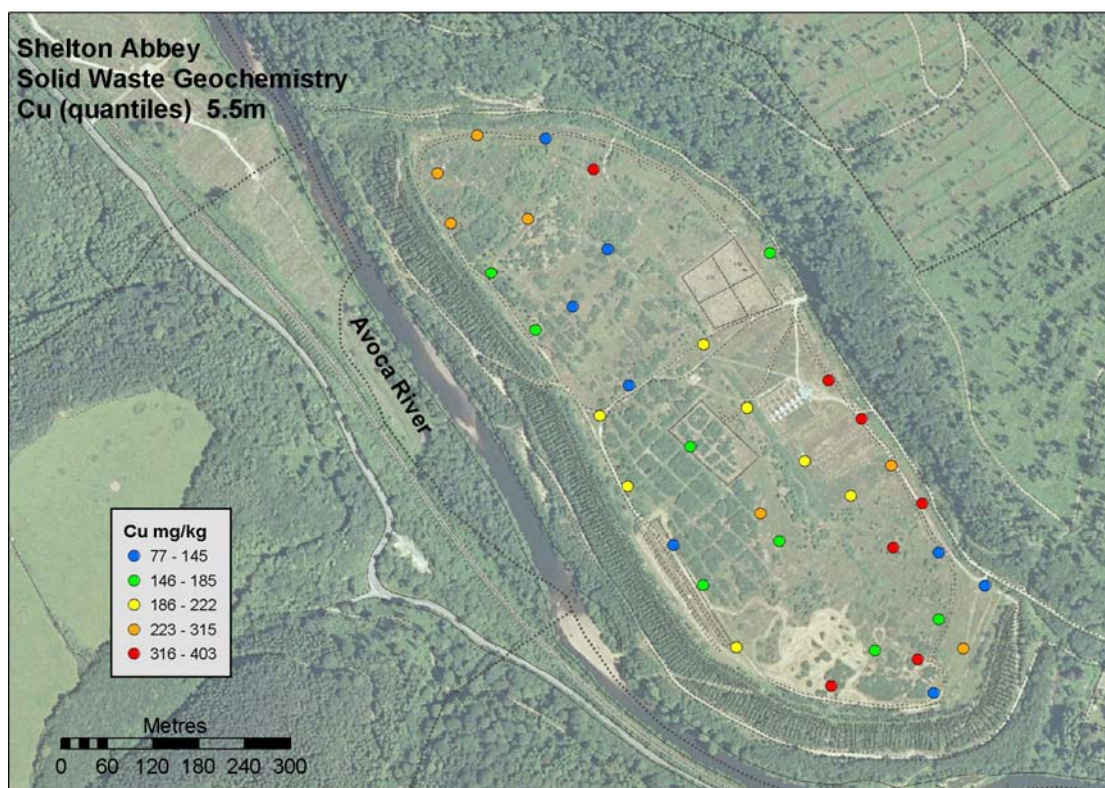 Shelton Abbey
Solid Waste Geochemistry
Cu (quantiles) 5.5m
Avoca River
Cu mg/kg
77 - 145
146 - 185
186 - 222
223 - 315
316 - 403
Metres
0 60 120 180 240 300